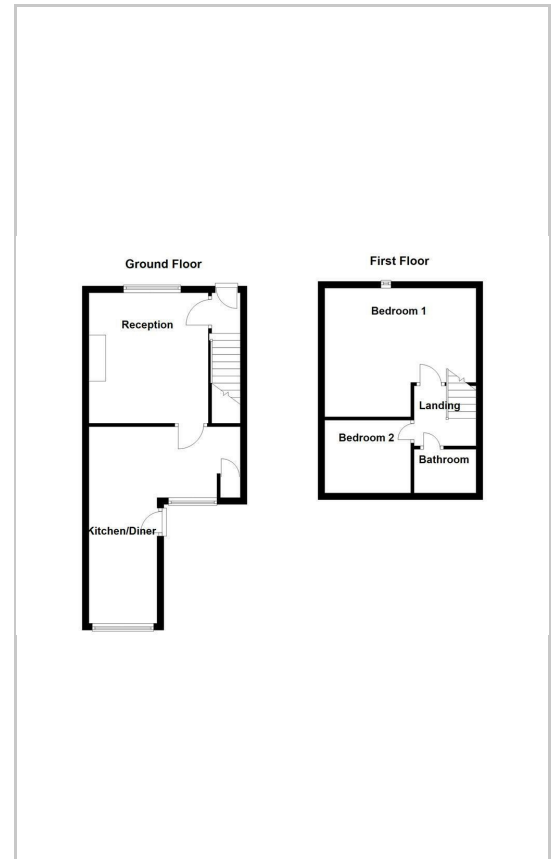 Ground Floor
Reception
Kitchen/Diner
First Floor
Bedroom 1
Landing
Bedroom 2
Bathroom